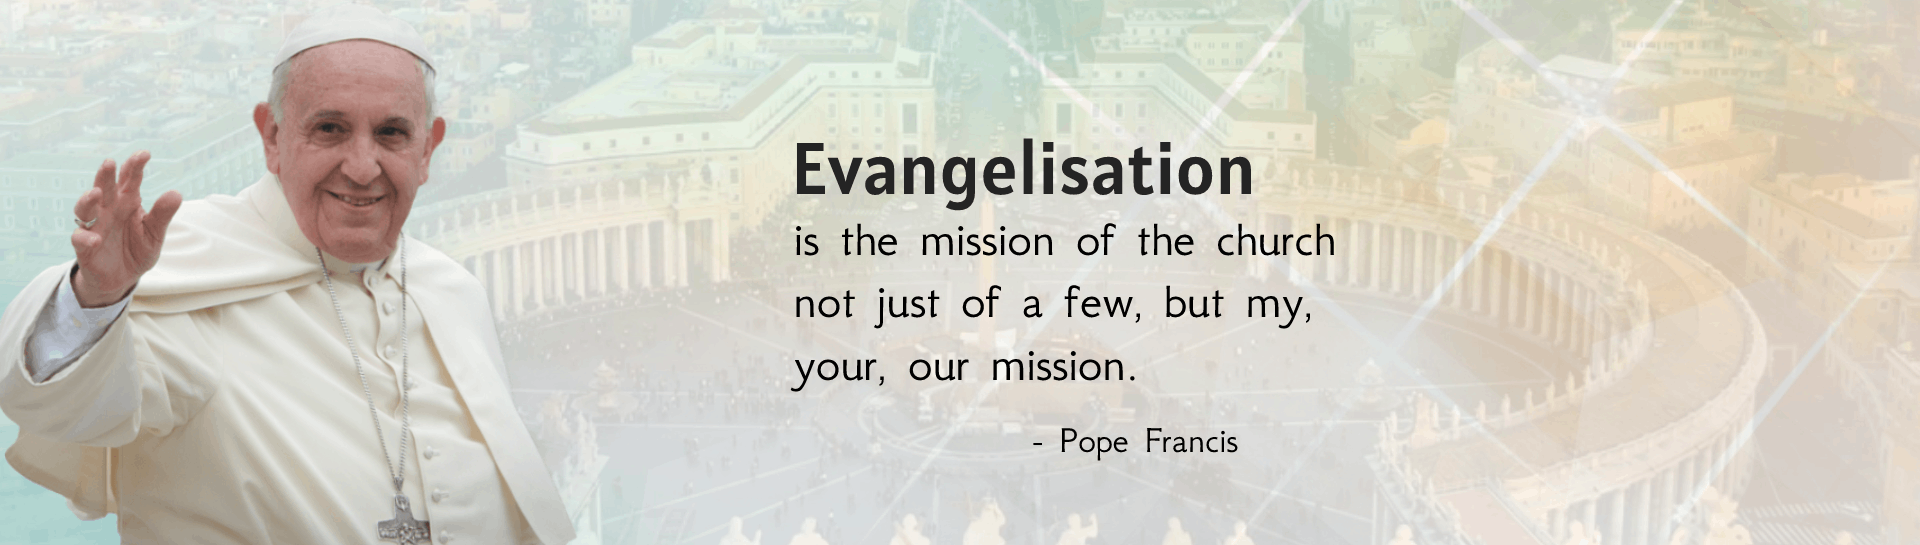 Evangelisation
is the mission of the church
not just of a few, but my,
your, our mission.
- Pope Francis